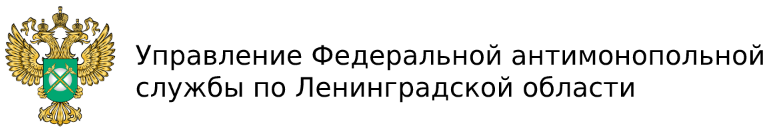 Управление Федеральной антимонопольной
службы по Ленинградской области